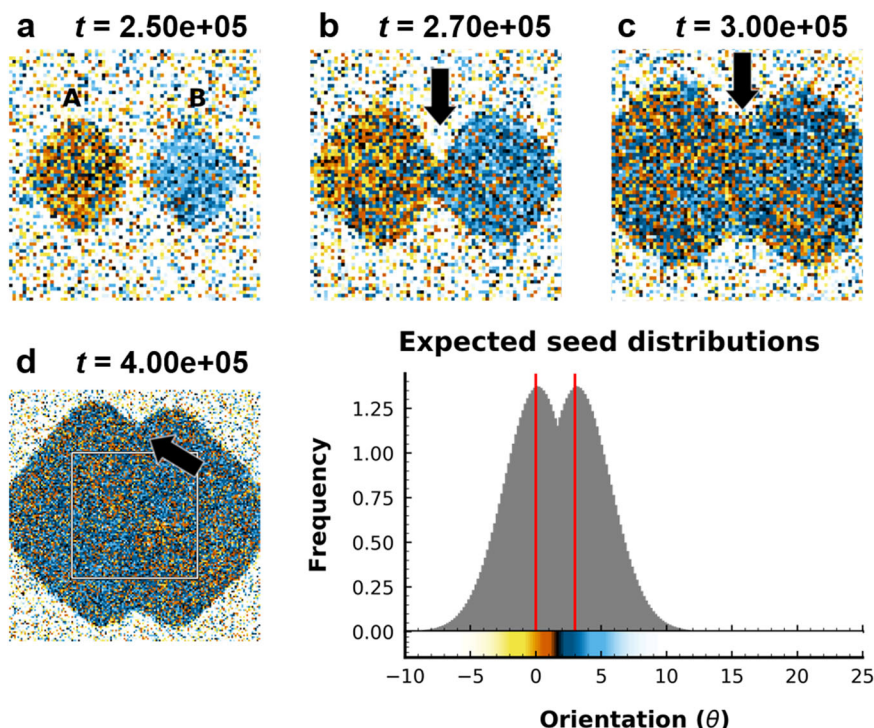 a t = 2.50e+05
b t = 2.70e+05
c t = 3.00e+05
A
B
d t = 4.00e+05
Expected seed distributions
Frequency
1.25
1.00
0.75
0.50
0.25
0.00
−10 −5 0 5 10 15 20 25
Orientation (θ)